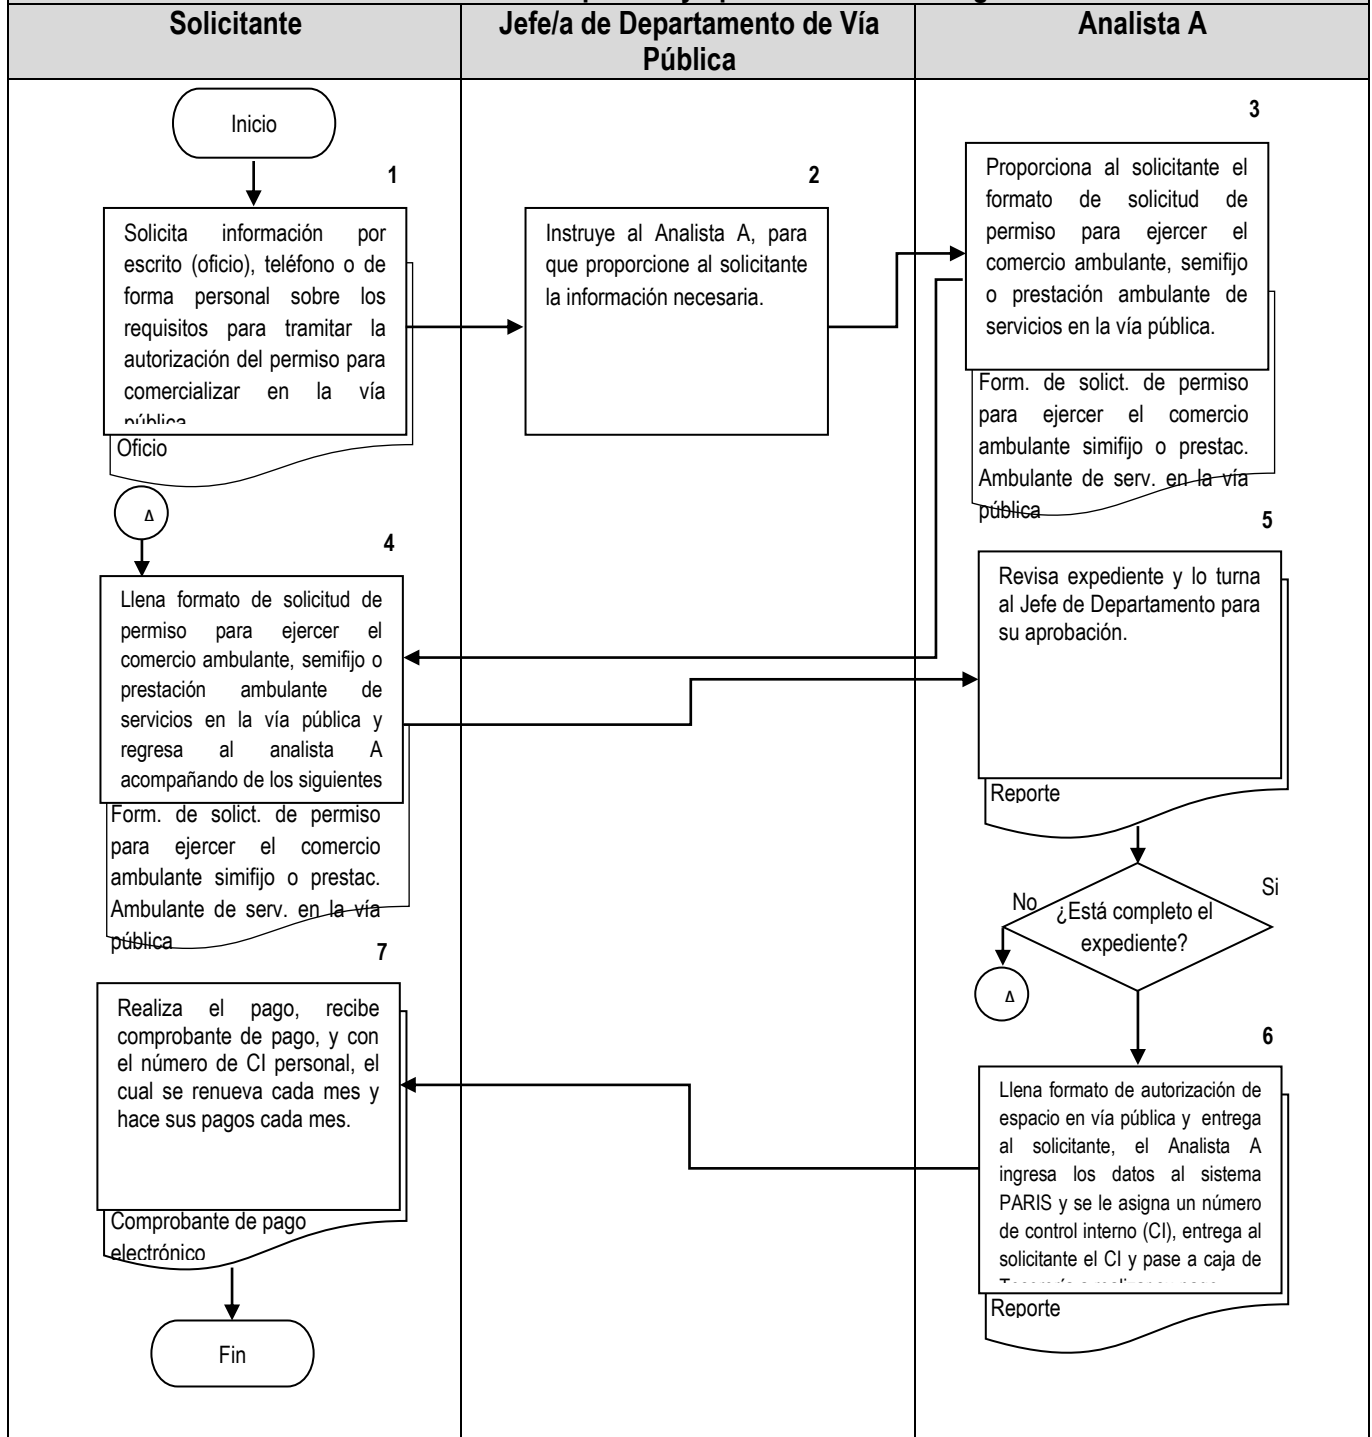 Solicitante
Jefe/a de Departamento de Vía
Pública
Analista A
Inicio
1
Solicita información por
escrito (oficio), teléfono o de
forma personal sobre los
requisitos para tramitar la
autorización del permiso para
comercializar en la vía
pública
Oficio
2
Instruye al Analista A, para
que proporcione al solicitante
la información necesaria.
3
Proporciona al solicitante el
formato de solicitud de
permiso para ejercer el
comercio ambulante, semifijo
o prestación ambulante de
servicios en la vía pública.
Form. de solict. de permiso
para ejercer el comercio
ambulante simifijo o prestac.
Ambulante de serv. en la vía
pública
4
Llena formato de solicitud de
permiso para ejercer el
comercio ambulante, semifijo o
prestación ambulante de
servicios en la vía pública y
regresa al analista A
acompañando de los siguientes
Form. de solict. de permiso
para ejercer el comercio
ambulante simifijo o prestac.
Ambulante de serv. en la vía
pública
5
Revisa expediente y lo turna
al Jefe de Departamento para
su aprobación.
Reporte
No
Si
¿Está completo el
expediente?
6
Llena formato de autorización de
espacio en vía pública y entrega
al solicitante, el Analista A
ingresa los datos al sistema
PARIS y se le asigna un número
de control interno (CI), entrega al
solicitante el CI y pase a caja de
Reporte
7
Realiza el pago, recibe
comprobante de pago, y con
el número de CI personal, el
cual se renueva cada mes y
hace sus pagos cada mes.
Comprobante de pago
electrónico
Fin